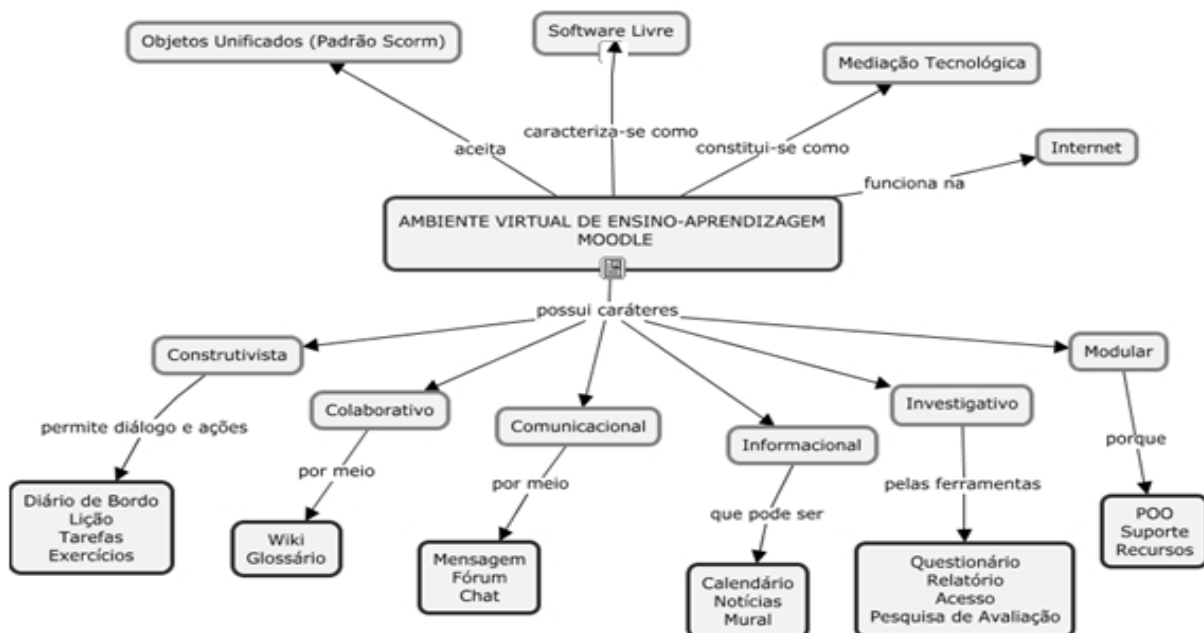 Objetos Unificados (Padrão Scorm)
Software Livre
Mediação Tecnológica
Internet
aceita
caracteriza-se como
constitui-se como
funciona na
AMBIENTE VIRTUAL DE ENSINO-APRENDIZAGEM
MOODLE
possui caráteres
Construtivista
Colaborativo
Comunicacional
Informacional
Investigativo
Modular
permite diálogo e ações
por meio
por meio
que pode ser
pelas ferramentas
porque
Diário de Bordo
Lição
Tarefas
Exercícios
Wiki
Glossário
Mensagem
Fórum
Chat
Calendário
Notícias
Mural
Questionário
Relatório
Acesso
Pesquisa de Avaliação
POO
Suporte
Recursos